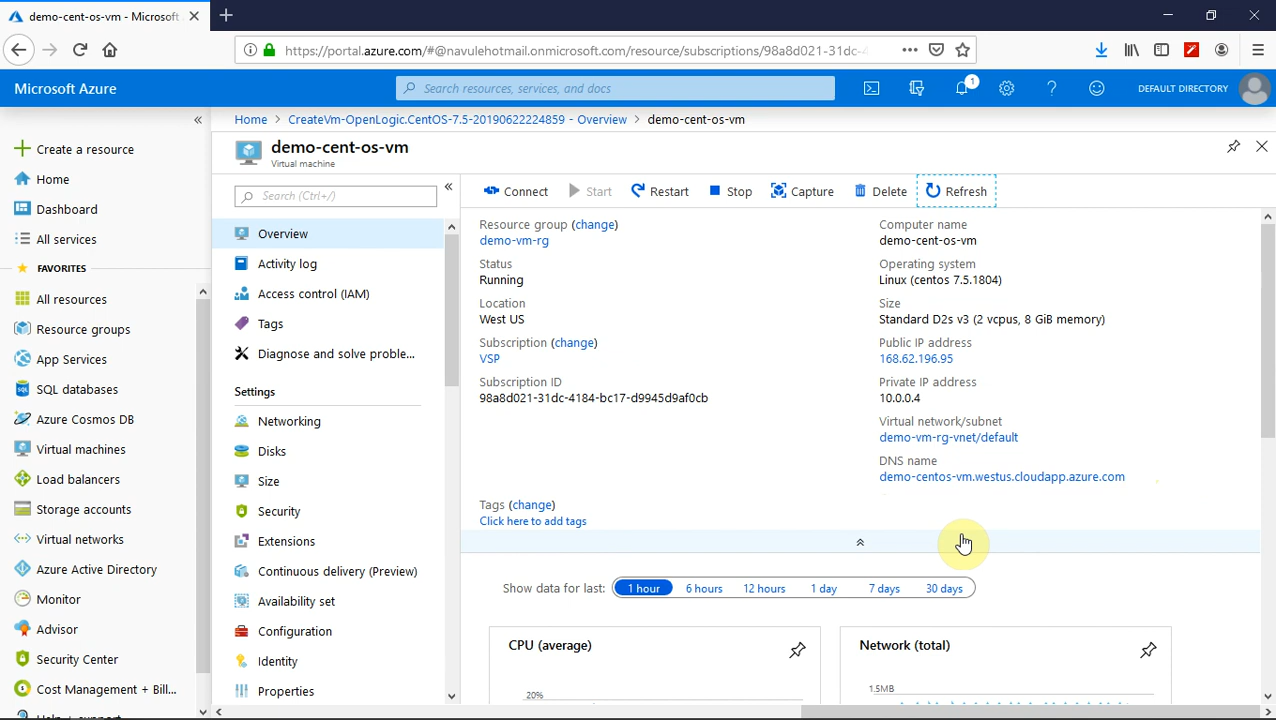 demo-cent-os-vm - Microsoft
https://portal.azure.com/#@navulehotmail.onmicrosoft.com/resource/subscriptions/98a8d021-31dc-4
Microsoft Azure
Search resources, services, and docs
1
DEFAULT DIRECTORY
Home
CreateVm-OpenLogic.CentOS-7.5-20190622224859 - Overview
demo-cent-os-vm
Create a resource
Home
Dashboard
All services
FAVORITES
All resources
Resource groups
App Services
SQL databases
Azure Cosmos DB
Virtual machines
Load balancers
Storage accounts
Virtual networks
Azure Active Directory
Monitor
Advisor
Security Center
Cost Management + Bill...
Help + support
demo-cent-os-vm
Virtual machine
Search (Ctrl+/)
Overview
Activity log
Access control (IAM)
Tags
Diagnose and solve proble...
Settings
Networking
Disks
Size
Security
Extensions
Continuous delivery (Preview)
Availability set
Configuration
Identity
Properties
Connect
Start
Restart
Stop
Capture
Delete
Refresh
Resource group (change)
demo-vm-rg
Status
Running
Location
West US
Subscription (change)
VSP
Subscription ID
98a8d021-31dc-4184-bc17-d9945d9af0cb
Computer name
demo-cent-os-vm
Operating system
Linux (centos 7.5.1804)
Size
Standard D2s v3 (2 vcpus, 8 GiB memory)
Public IP address
168.62.196.95
Private IP address
10.0.0.4
Virtual network/subnet
demo-vm-rg-vnet/default
DNS name
demo-centos-vm.westus.cloudapp.azure.com
Tags (change)
Click here to add tags
Show data for last:
1 hour
6 hours
12 hours
1 day
7 days
30 days
CPU (average)
20%
Network (total)
1.5MB